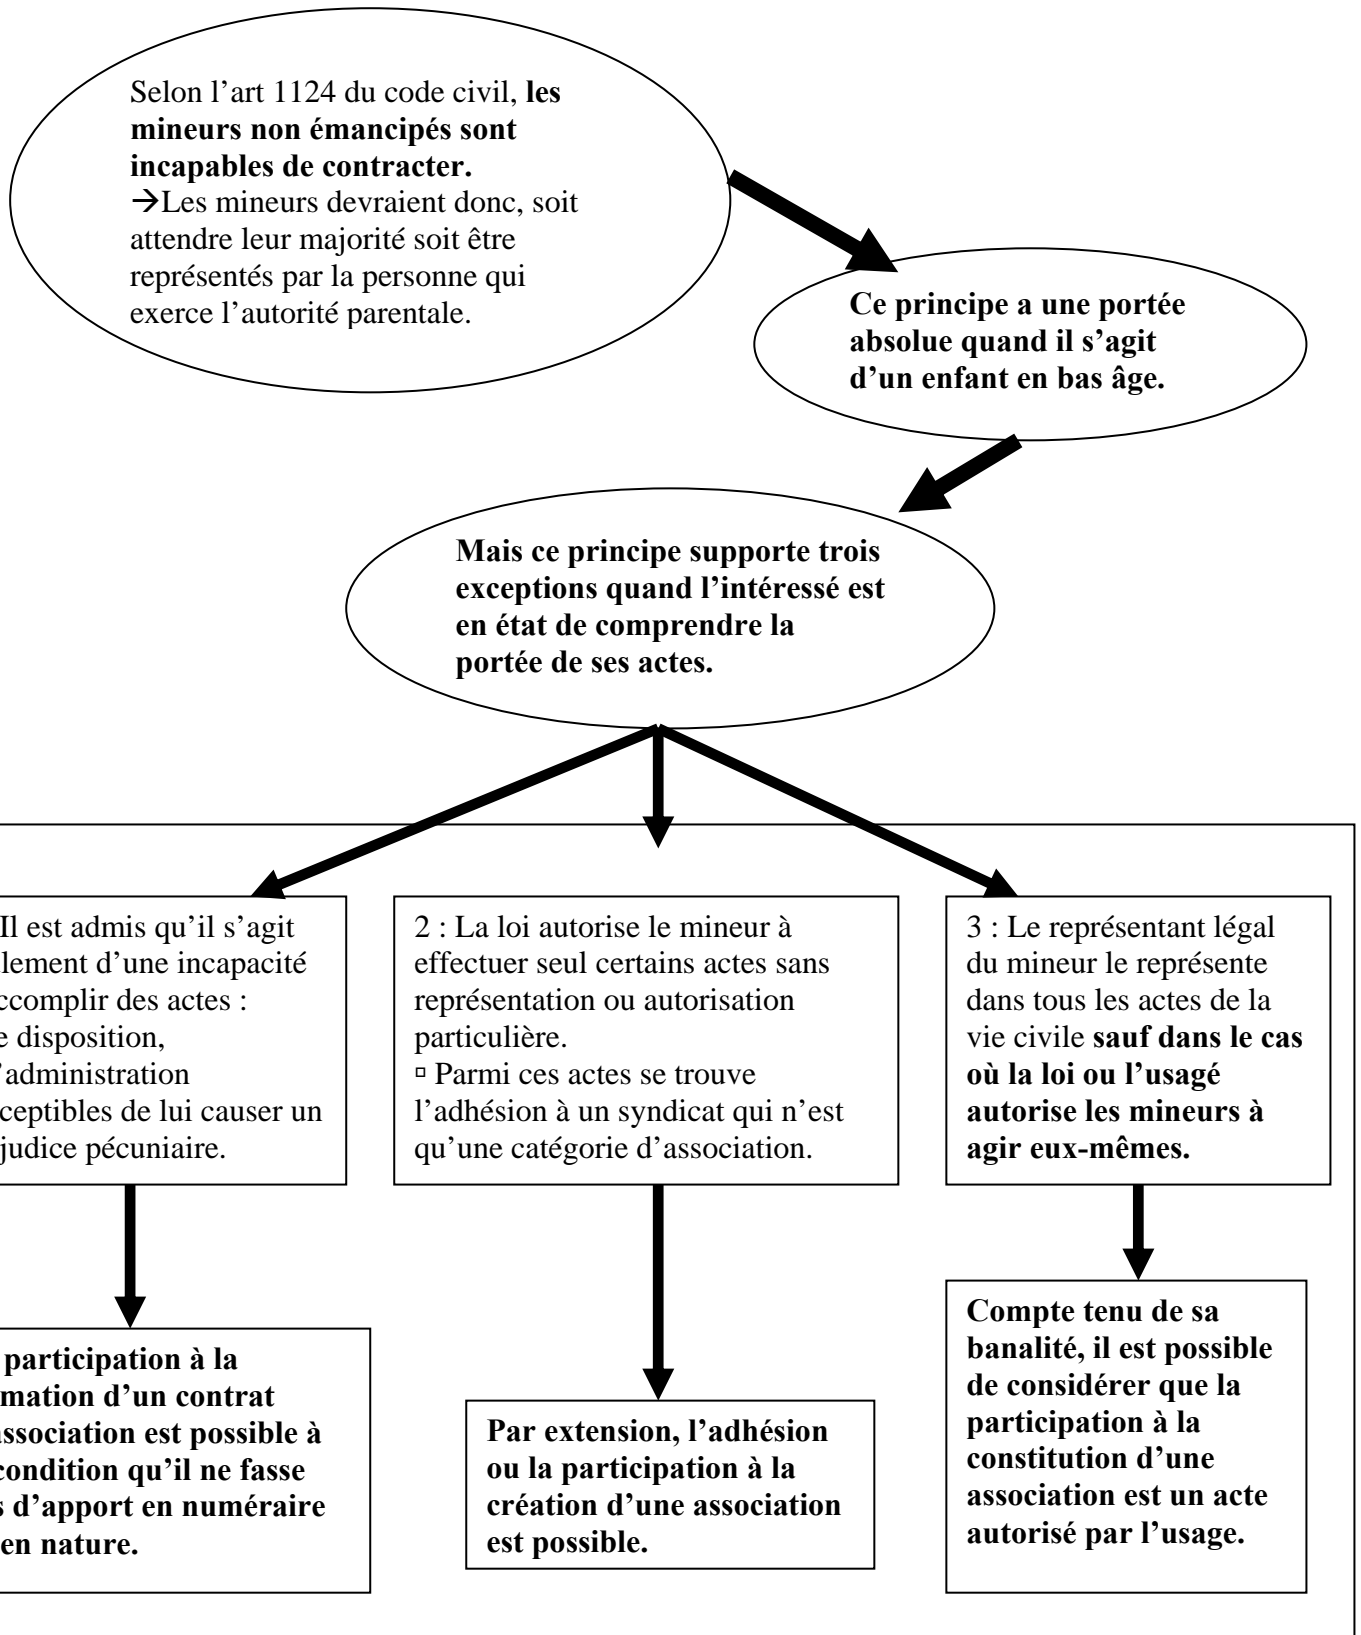 Selon l’art 1124 du code civil, les
mineurs non émancipés sont
incapables de contracter.
→Les mineurs devraient donc, soit
attendre leur majorité soit être
représentés par la personne qui
exerce l’autorité parentale.
Ce principe a une portée
absolue quand il s’agit
d’un enfant en bas âge.
Mais ce principe supporte trois
exceptions quand l’intéressé est
en état de comprendre la
portée de ses actes.
Il est admis qu’il s’agit
lement d’une incapacité
ccomplir des actes :
e disposition,
’administration
ceptibles de lui causer un
judice pécuniaire.
2 : La loi autorise le mineur à
effectuer seul certains actes sans
représentation ou autorisation
particulière.
▫ Parmi ces actes se trouve
l’adhésion à un syndicat qui n’est
qu’une catégorie d’association.
3 : Le représentant légal
du mineur le représente
dans tous les actes de la
vie civile sauf dans le cas
où la loi ou l’usagé
autorise les mineurs à
agir eux-mêmes.
participation à la
mation d’un contrat
association est possible à
condition qu’il ne fasse
s d’apport en numéraire
en nature.
Par extension, l’adhésion
ou la participation à la
création d’une association
est possible.
Compte tenu de sa
banalité, il est possible
de considérer que la
participation à la
constitution d’une
association est un acte
autorisé par l’usage.